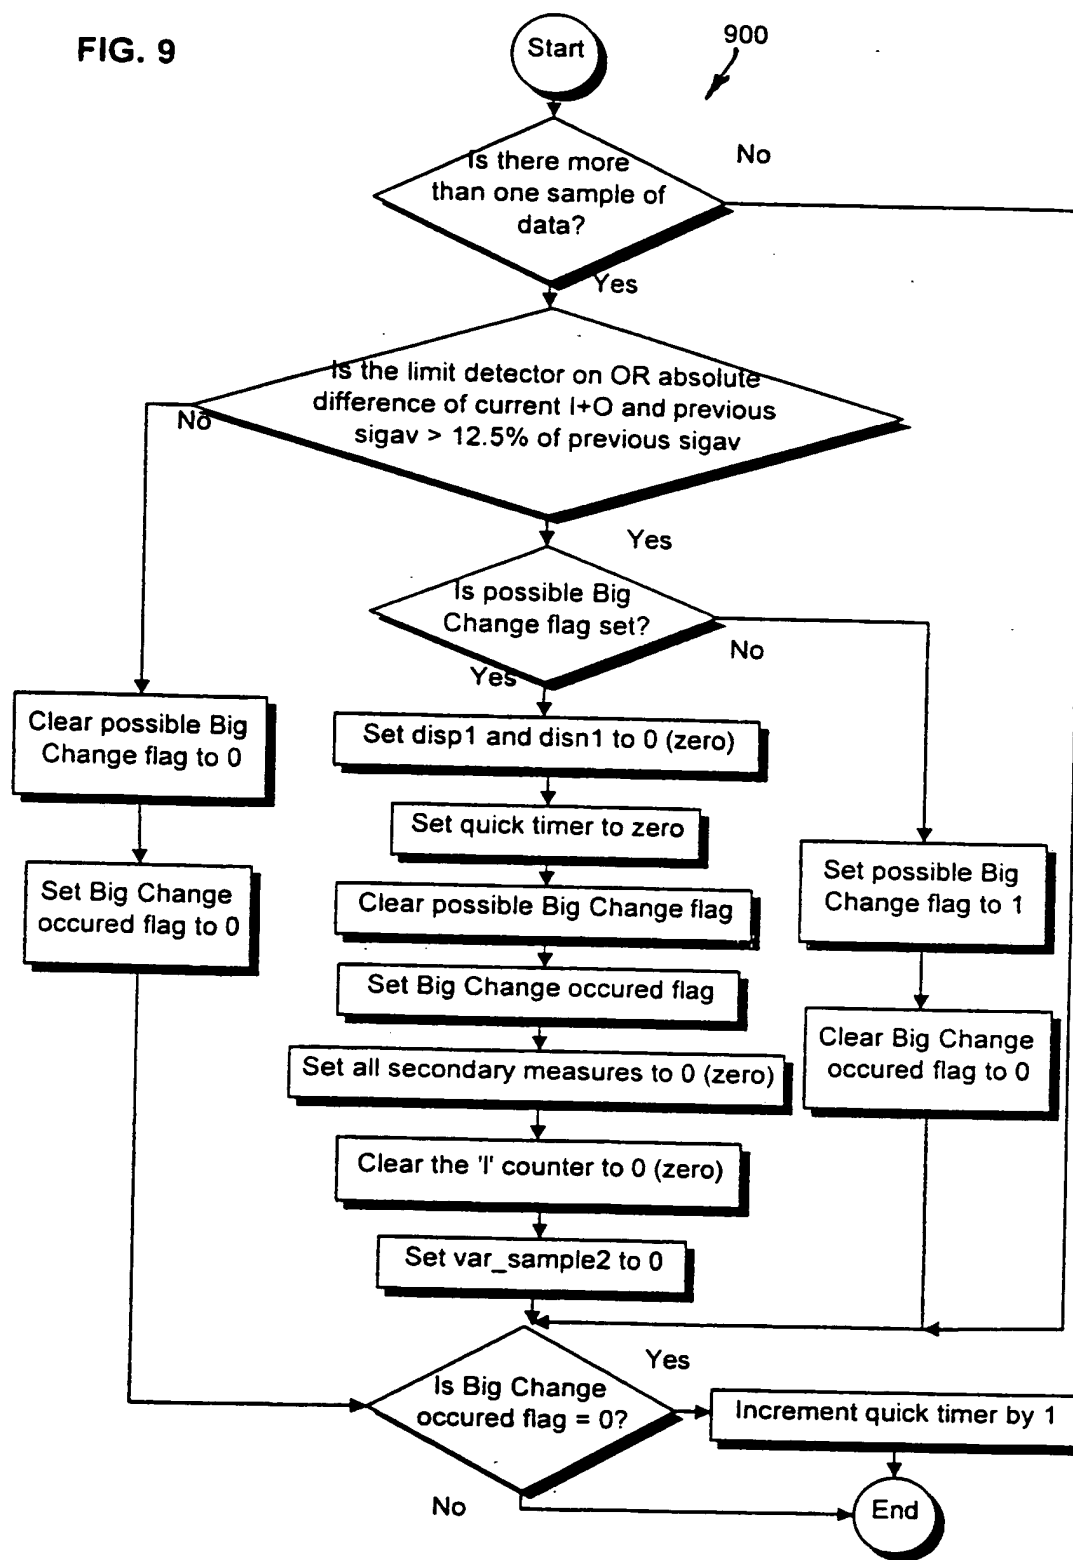 FIG. 9
Start
900
Is there more
than one sample of
data?
No
Yes
Is the limit detector on OR absolute
difference of current I+O and previous
sigav > 12.5% of previous sigav
No
Yes
Is possible Big
Change flag set?
No
Yes
Clear possible Big
Change flag to 0
Set disp1 and disn1 to 0 (zero)
Set quick timer to zero
Set Big Change
occured flag to 0
Clear possible Big Change flag
Set possible Big
Change flag to 1
Set Big Change occured flag
Clear Big Change
occured flag to 0
Set all secondary measures to 0 (zero)
Clear the 'I' counter to 0 (zero)
Set var_sample2 to 0
Yes
Is Big Change
occured flag = 0?
Increment quick timer by 1
No
End